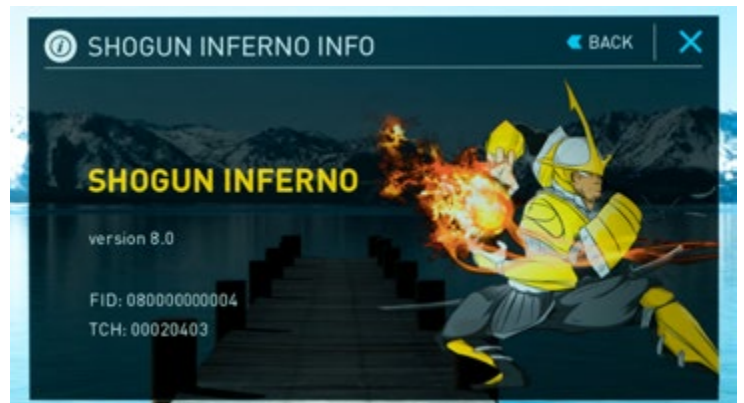 SHOGUN INFERNO INFO
BACK
SHOGUN INFERNO
version 8.0
FID: 080000000004
TCH: 00020403